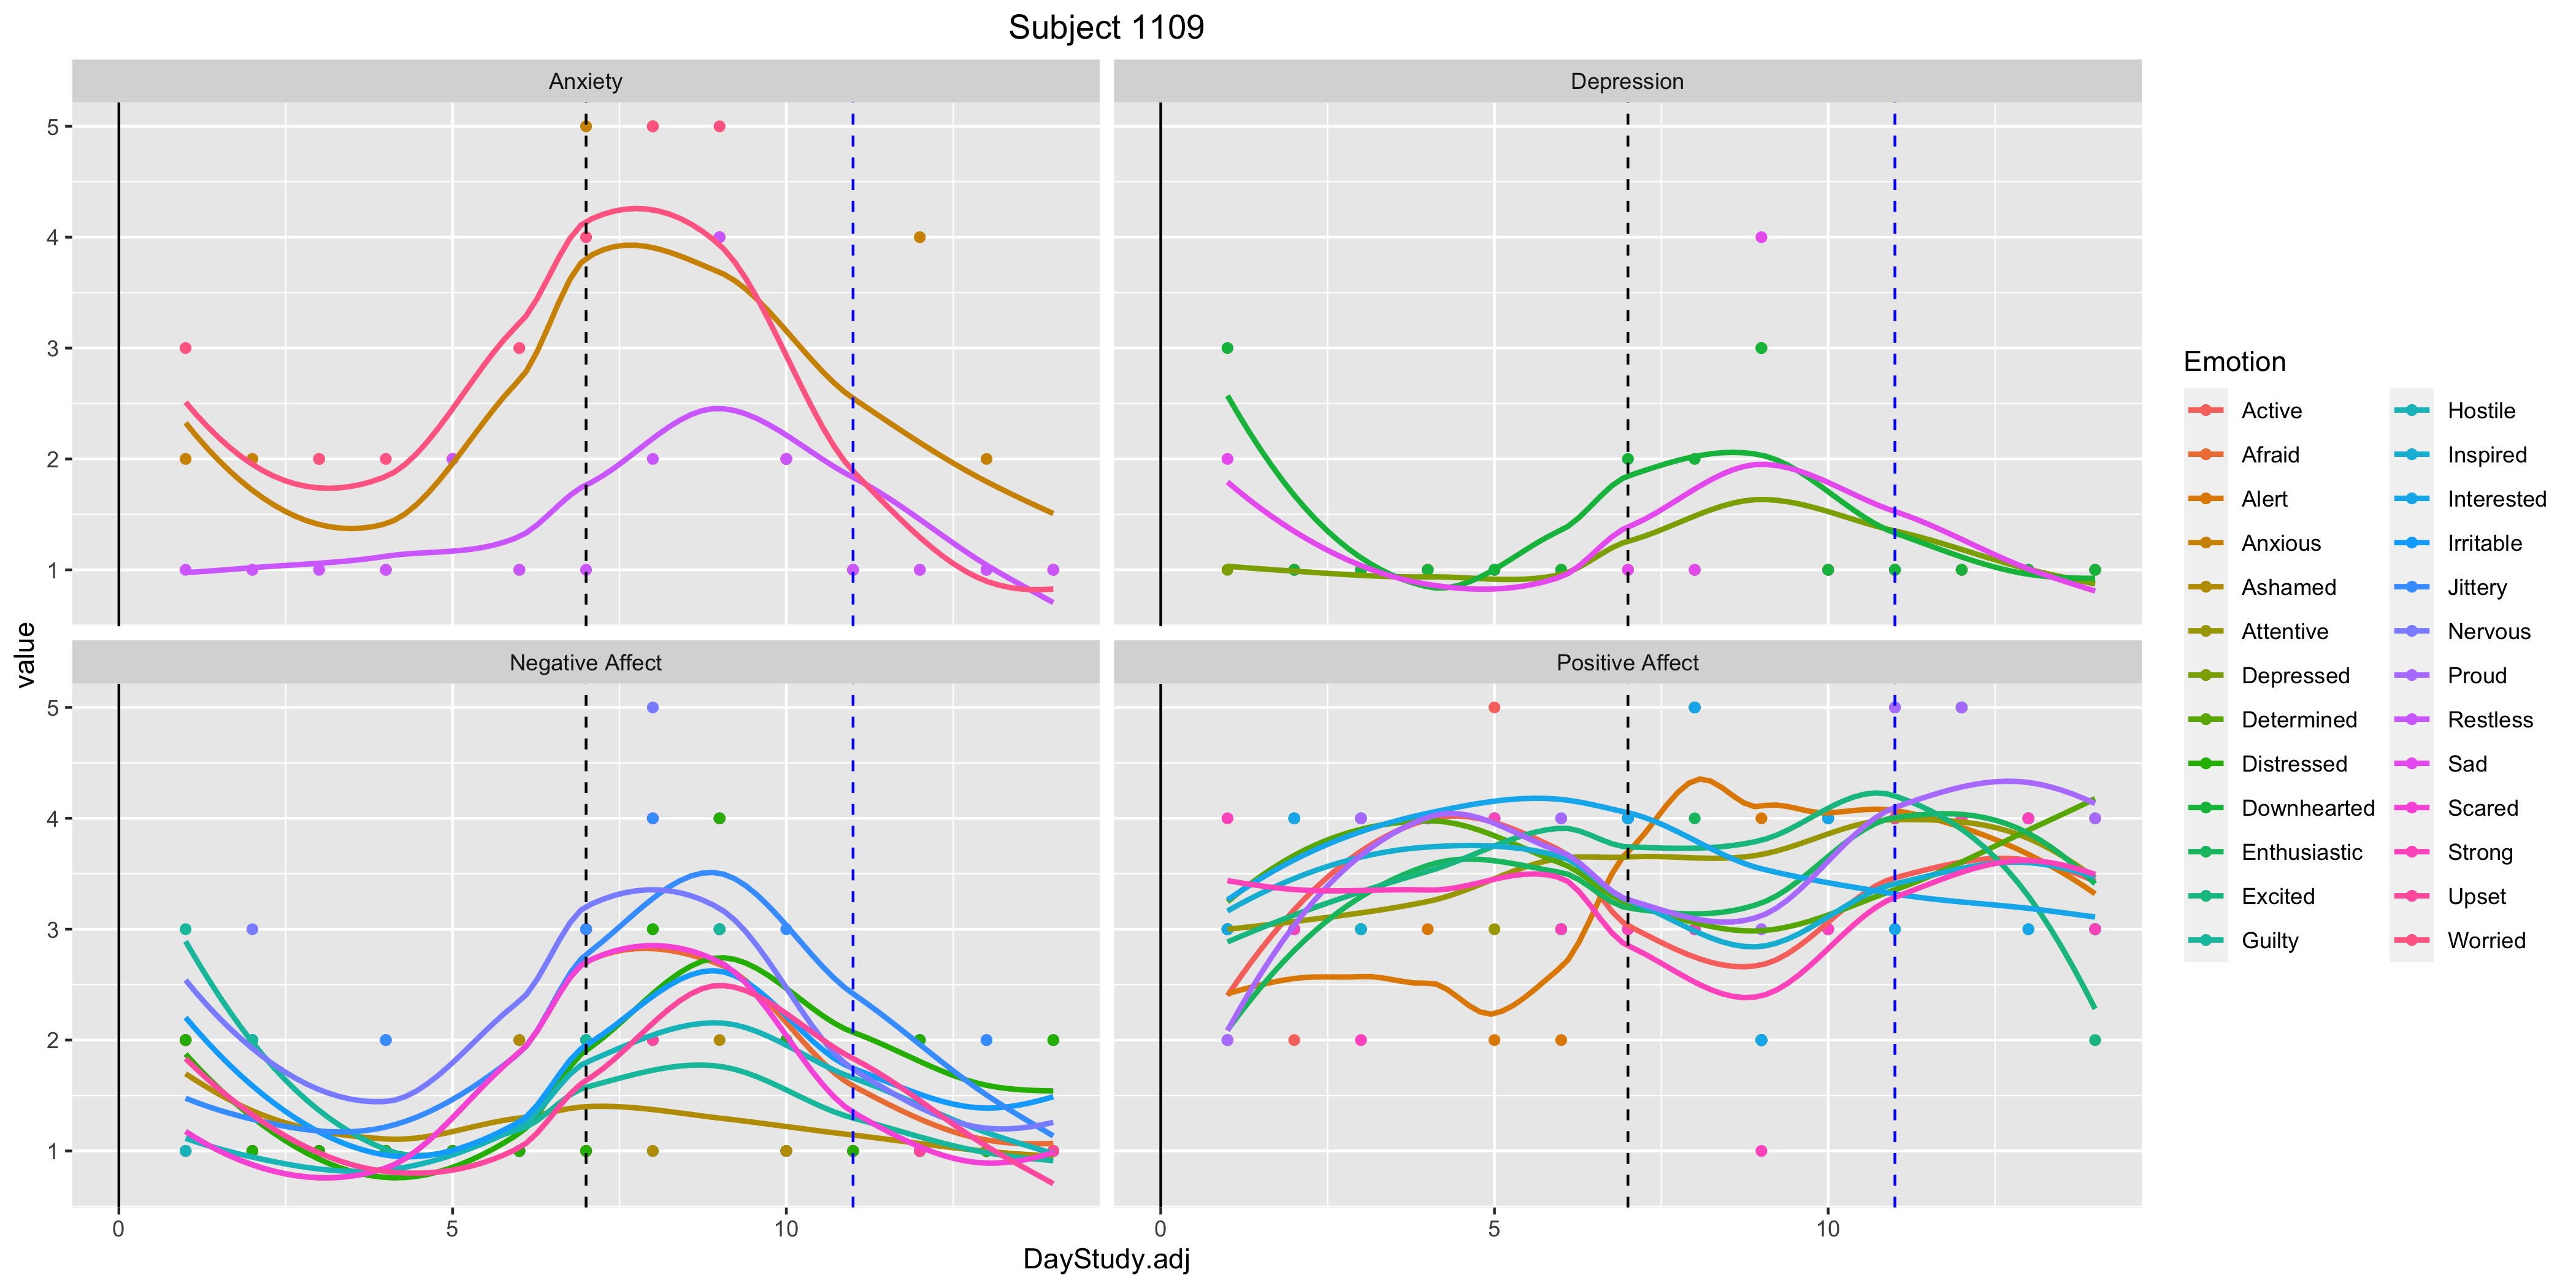 Subject 1109
Anxiety
Depression
5
4
3
2
1
Negative Affect
Positive Affect
5
4
3
2
1
0
5
10
0
5
10
value
DayStudy.adj
Emotion
Active
Afraid
Alert
Anxious
Ashamed
Attentive
Depressed
Determined
Distressed
Downhearted
Enthusiastic
Excited
Guilty
Hostile
Inspired
Interested
Irritable
Jittery
Nervous
Proud
Restless
Sad
Scared
Strong
Upset
Worried